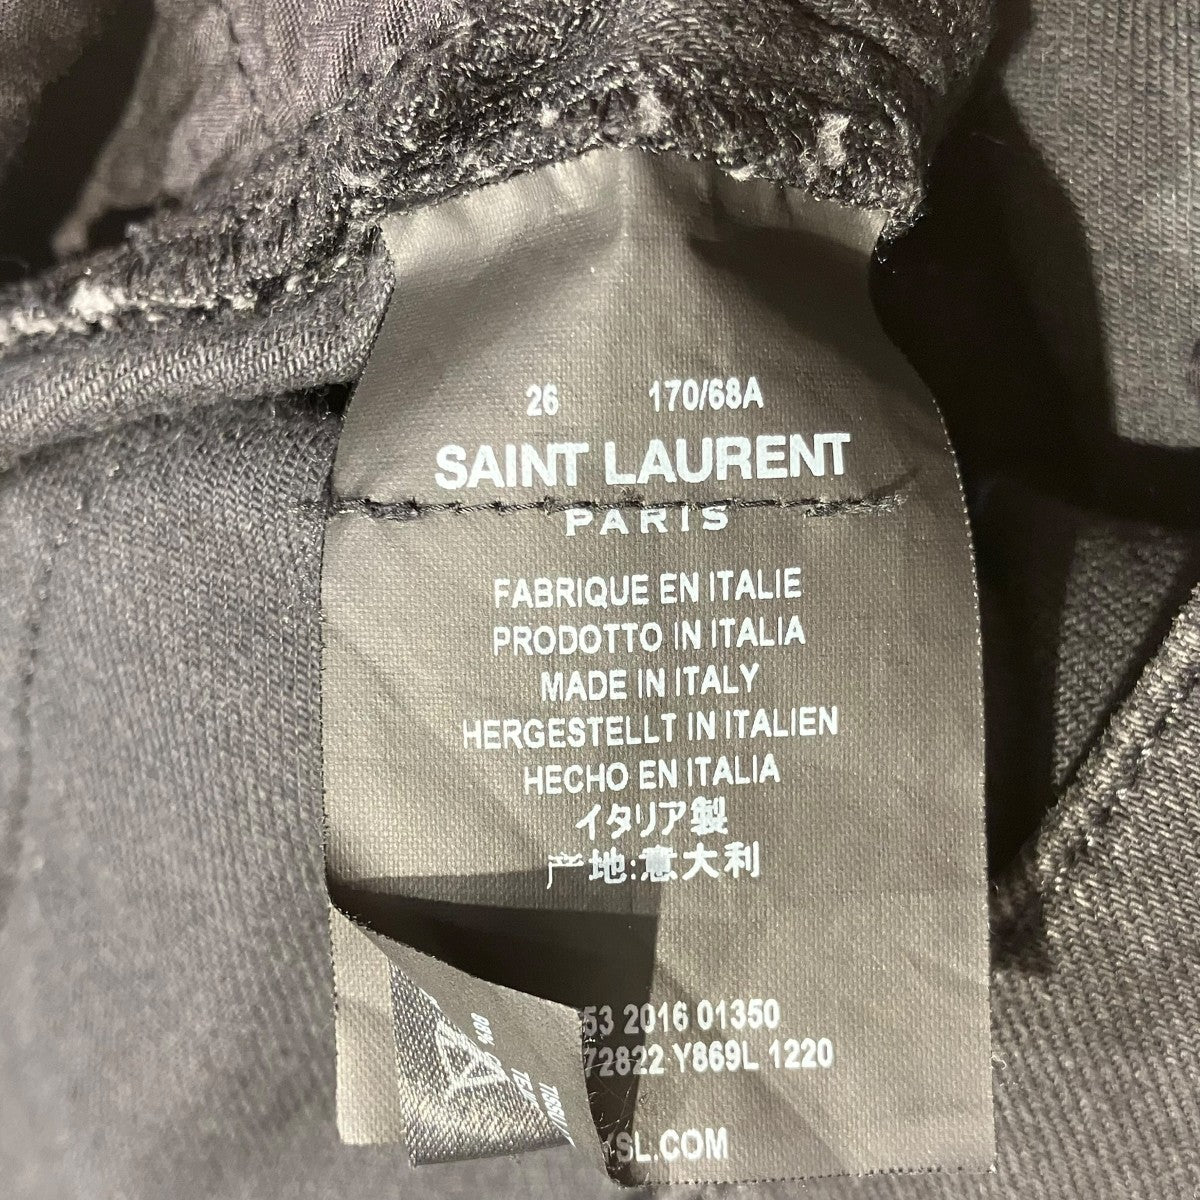 26 170/68A
SAINT LAURENT
PARIS
FABRIQUE EN ITALIE
PRODOTTO IN ITALIA
MADE IN ITALY
HERGESTELLT IN ITALIEN
HECHO EN ITALIA
イタリア製
产地:意大利
53 2016 01350
72822 Y869L 1220
SL.COM